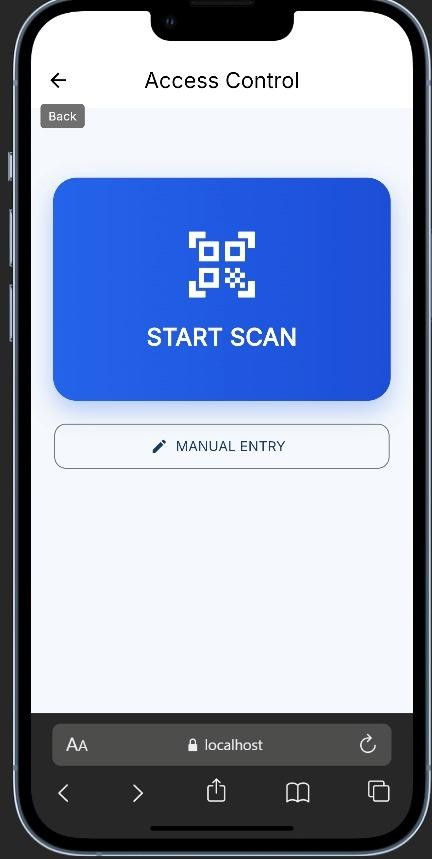 Access Control
Back
START SCAN
MANUAL ENTRY
AA
localhost